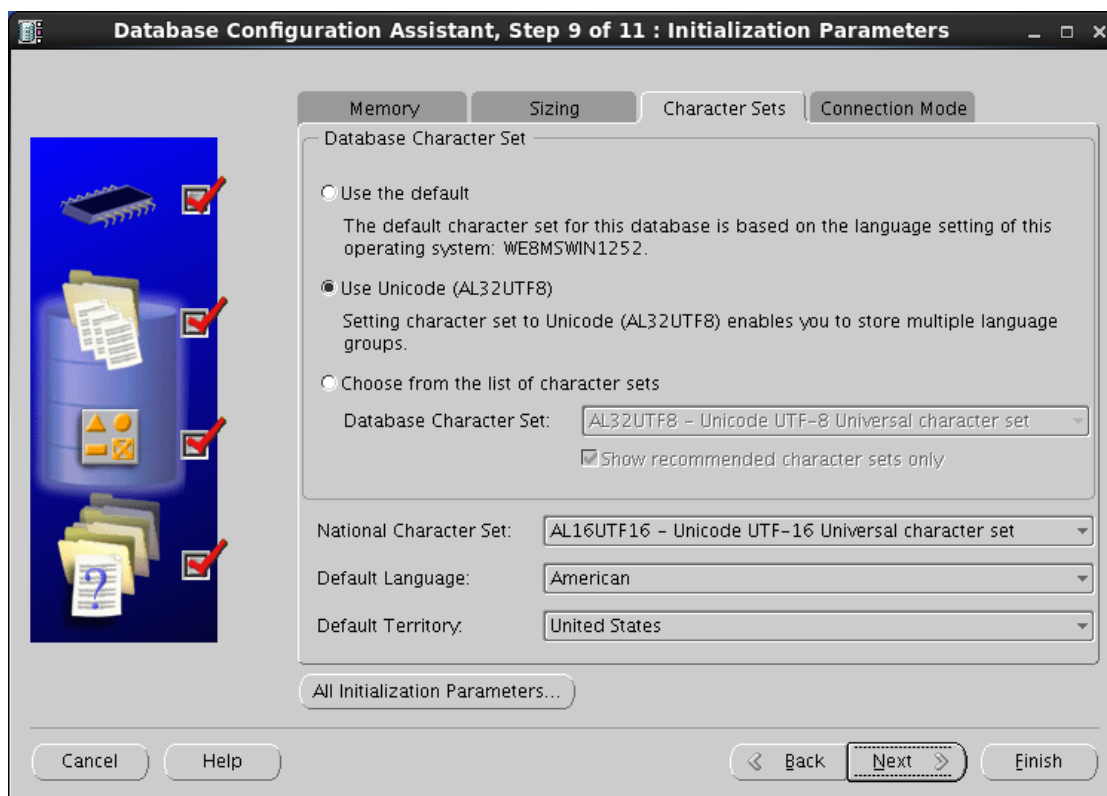 Database Configuration Assistant, Step 9 of 11 : Initialization Parameters
Memory
Sizing
Character Sets
Connection Mode
Database Character Set
Use the default
The default character set for this database is based on the language setting of this
operating system: WE8MSWIN1252.
Use Unicode (AL32UTF8)
Setting character set to Unicode (AL32UTF8) enables you to store multiple language
groups.
Choose from the list of character sets
Database Character Set: AL32UTF8 – Unicode UTF-8 Universal character set
Show recommended character sets only
National Character Set: AL16UTF16 – Unicode UTF-16 Universal character set
Default Language: American
Default Territory: United States
All Initialization Parameters...
Cancel
Help
Back
Next
Finish